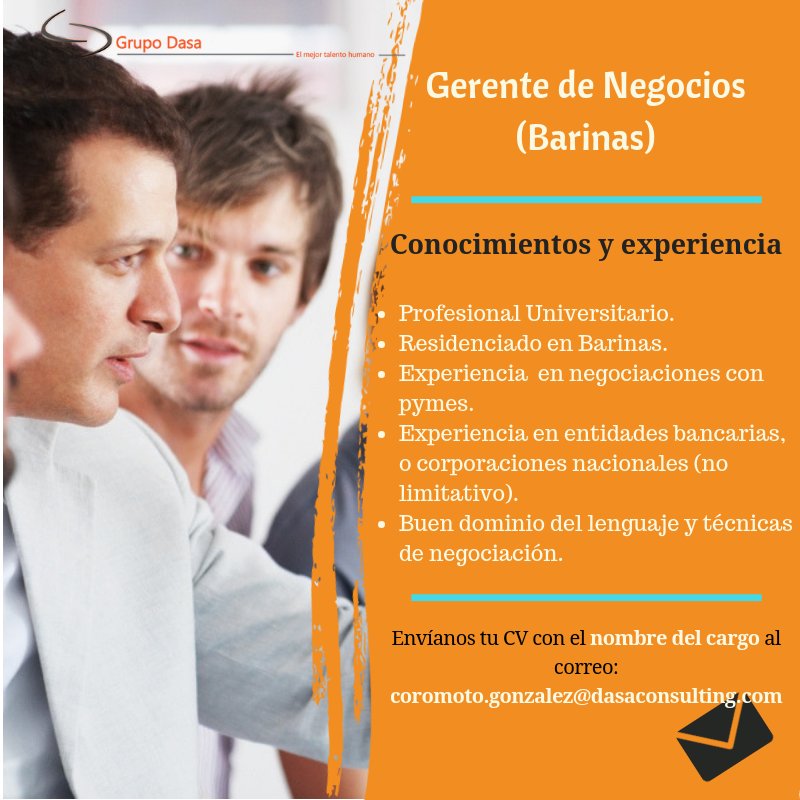 Grupo Dasa
El mejor talento humano
Gerente de Negocios
(Barinas)
Conocimientos y experiencia
• Profesional Universitario.
• Residenciado en Barinas.
• Experiencia en negociaciones con
pymes.
• Experiencia en entidades bancarias,
o corporaciones nacionales (no
limitativo).
• Buen dominio del lenguaje y técnicas
de negociación.
Envíanos tu CV con el nombre del cargo al
correo:
coromoto.gonzalez@dasaconsulting.com